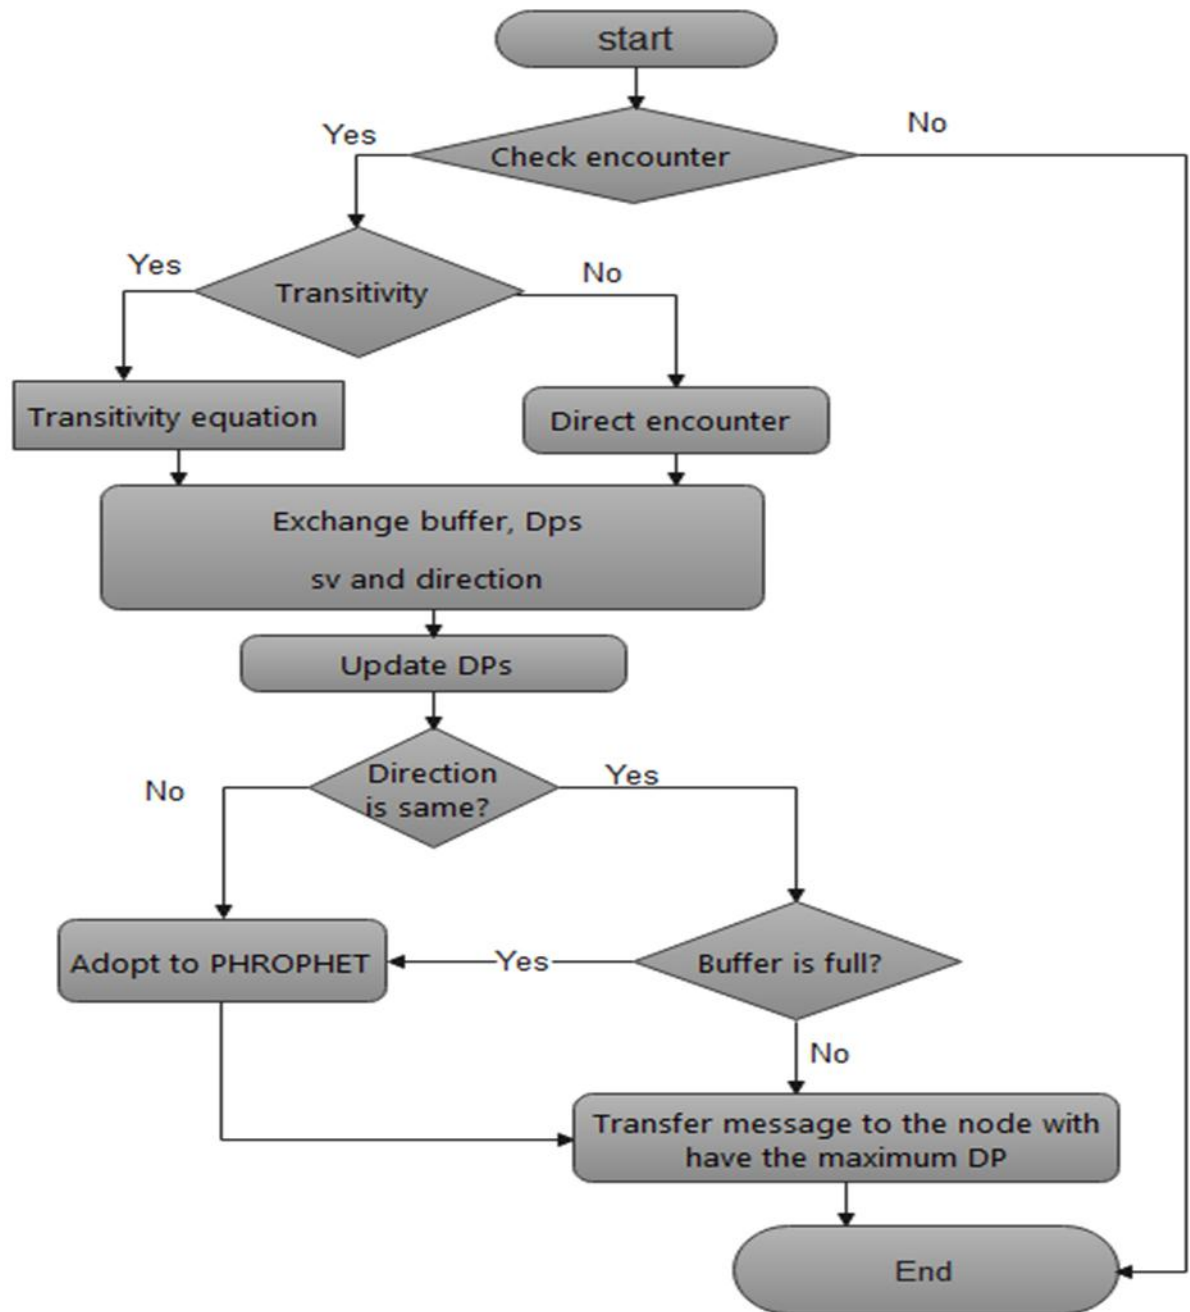 start
Yes
No
Check encounter
Yes
No
Transitivity
Transitivity equation
Direct encounter
Exchange buffer, Dps
sv and direction
Update DPs
No
Direction
is same?
Yes
Adopt to PHROPHET
Yes
Buffer is full?
No
Transfer message to the node with
have the maximum DP
End